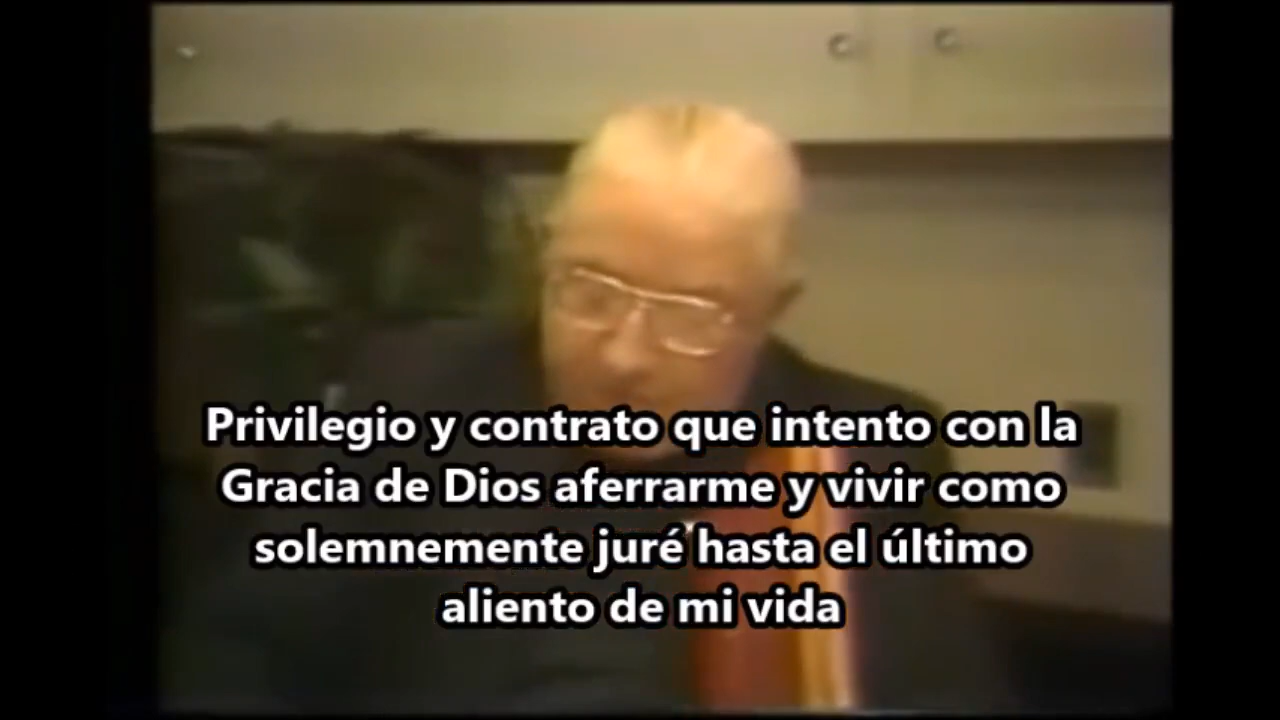 Privilegio y contrato que intento con la
Gracia de Dios aferrarme y vivir como
solemnemente juré hasta el último
aliento de mi vida